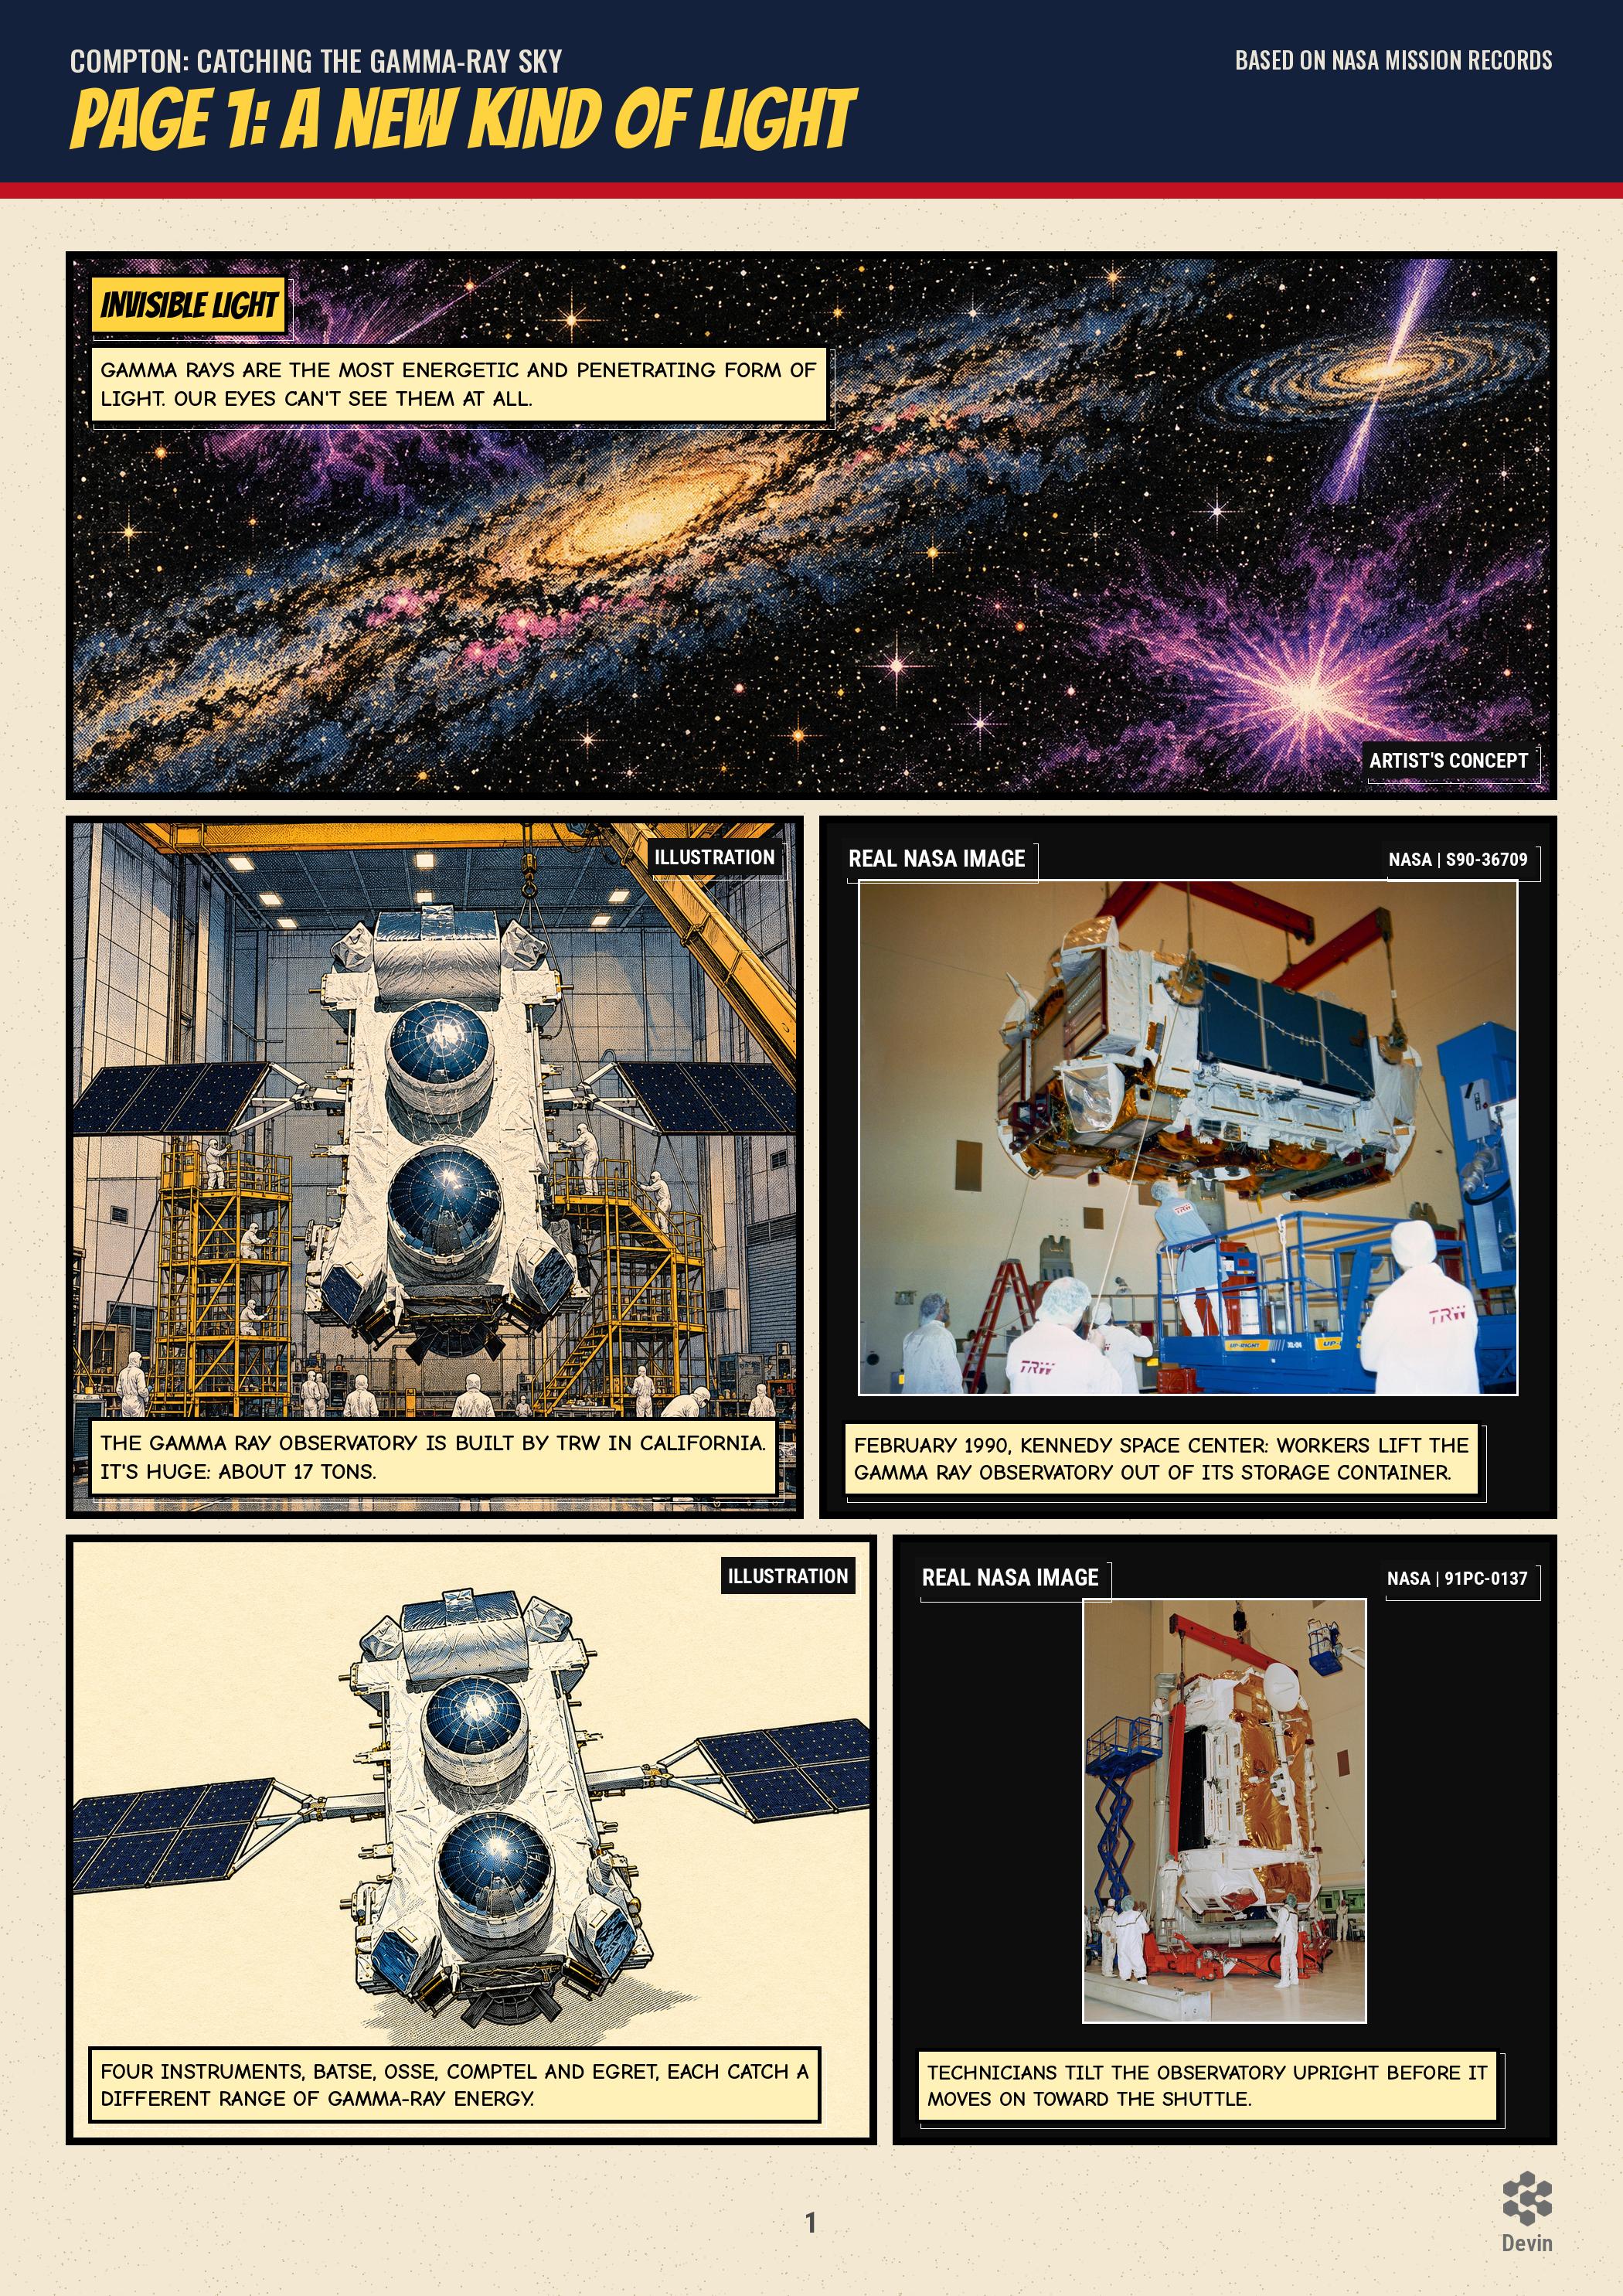 COMPTON: CATCHING THE GAMMA-RAY SKY
BASED ON NASA MISSION RECORDS
PAGE 1: A NEW KIND OF LIGHT
INVISIBLE LIGHT
GAMMA RAYS ARE THE MOST ENERGETIC AND PENETRATING FORM OF
LIGHT. OUR EYES CAN'T SEE THEM AT ALL.
ARTIST'S CONCEPT
ILLUSTRATION
THE GAMMA RAY OBSERVATORY IS BUILT BY TRW IN CALIFORNIA.
IT'S HUGE: ABOUT 17 TONS.
REAL NASA IMAGE
NASA | S90-36709
TRW
TRW
TRW
UP-RIGHT
UP-
FEBRUARY 1990, KENNEDY SPACE CENTER: WORKERS LIFT THE
GAMMA RAY OBSERVATORY OUT OF ITS STORAGE CONTAINER.
ILLUSTRATION
FOUR INSTRUMENTS, BATSE, OSSE, COMPTEL AND EGRET, EACH CATCH A
DIFFERENT RANGE OF GAMMA-RAY ENERGY.
REAL NASA IMAGE
NASA | 91PC-0137
TECHNICIANS TILT THE OBSERVATORY UPRIGHT BEFORE IT
MOVES ON TOWARD THE SHUTTLE.
1
Devin